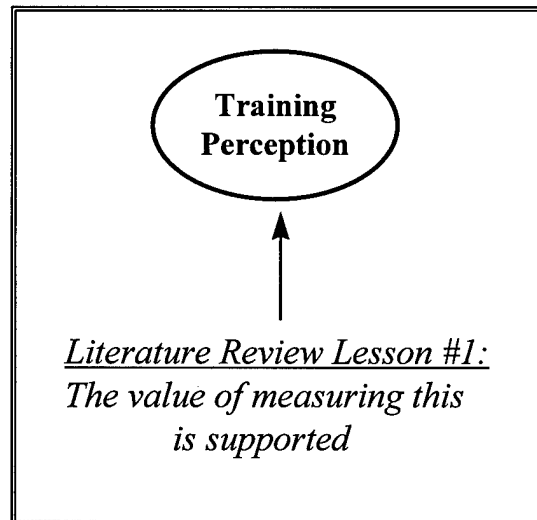 Training
Perception
Literature Review Lesson #1:
The value of measuring this
is supported